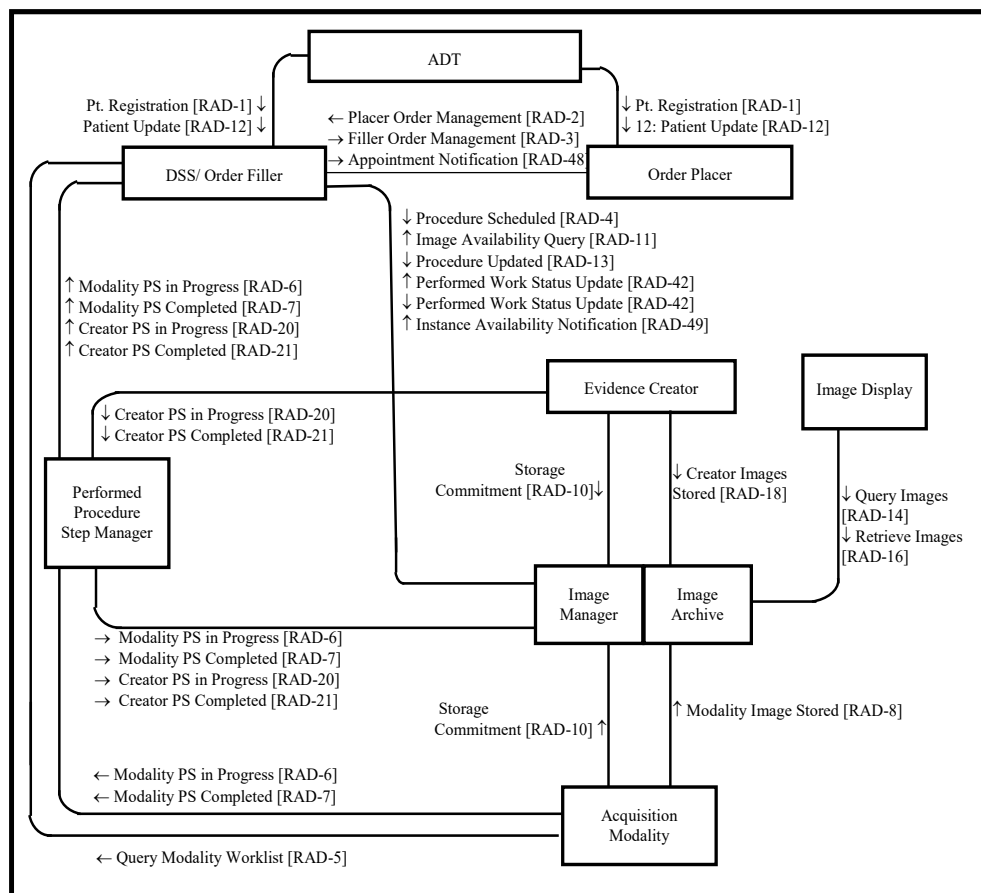 ADT
Pt. Registration [RAD-1] ↓
Patient Update [RAD-12] ↓
← Placer Order Management [RAD-2]
→ Filler Order Management [RAD-3]
→ Appointment Notification [RAD-48]
↓ Pt. Registration [RAD-1]
↓ 12: Patient Update [RAD-12]
DSS/ Order Filler
Order Placer
↓ Procedure Scheduled [RAD-4]
↑ Image Availability Query [RAD-11]
↓ Procedure Updated [RAD-13]
↑ Performed Work Status Update [RAD-42]
↓ Performed Work Status Update [RAD-42]
↑ Instance Availability Notification [RAD-49]
↑ Modality PS in Progress [RAD-6]
↑ Modality PS Completed [RAD-7]
↑ Creator PS in Progress [RAD-20]
↑ Creator PS Completed [RAD-21]
Evidence Creator
Image Display
↓ Creator PS in Progress [RAD-20]
↓ Creator PS Completed [RAD-21]
Performed
Procedure
Step Manager
Storage
Commitment [RAD-10]↓
↓ Creator Images
Stored [RAD-18]
↓ Query Images
[RAD-14]
↓ Retrieve Images
[RAD-16]
Image
Manager
Image
Archive
→ Modality PS in Progress [RAD-6]
→ Modality PS Completed [RAD-7]
→ Creator PS in Progress [RAD-20]
→ Creator PS Completed [RAD-21]
Storage
Commitment [RAD-10] ↑
↑ Modality Image Stored [RAD-8]
← Modality PS in Progress [RAD-6]
← Modality PS Completed [RAD-7]
Acquisition
Modality
← Query Modality Worklist [RAD-5]